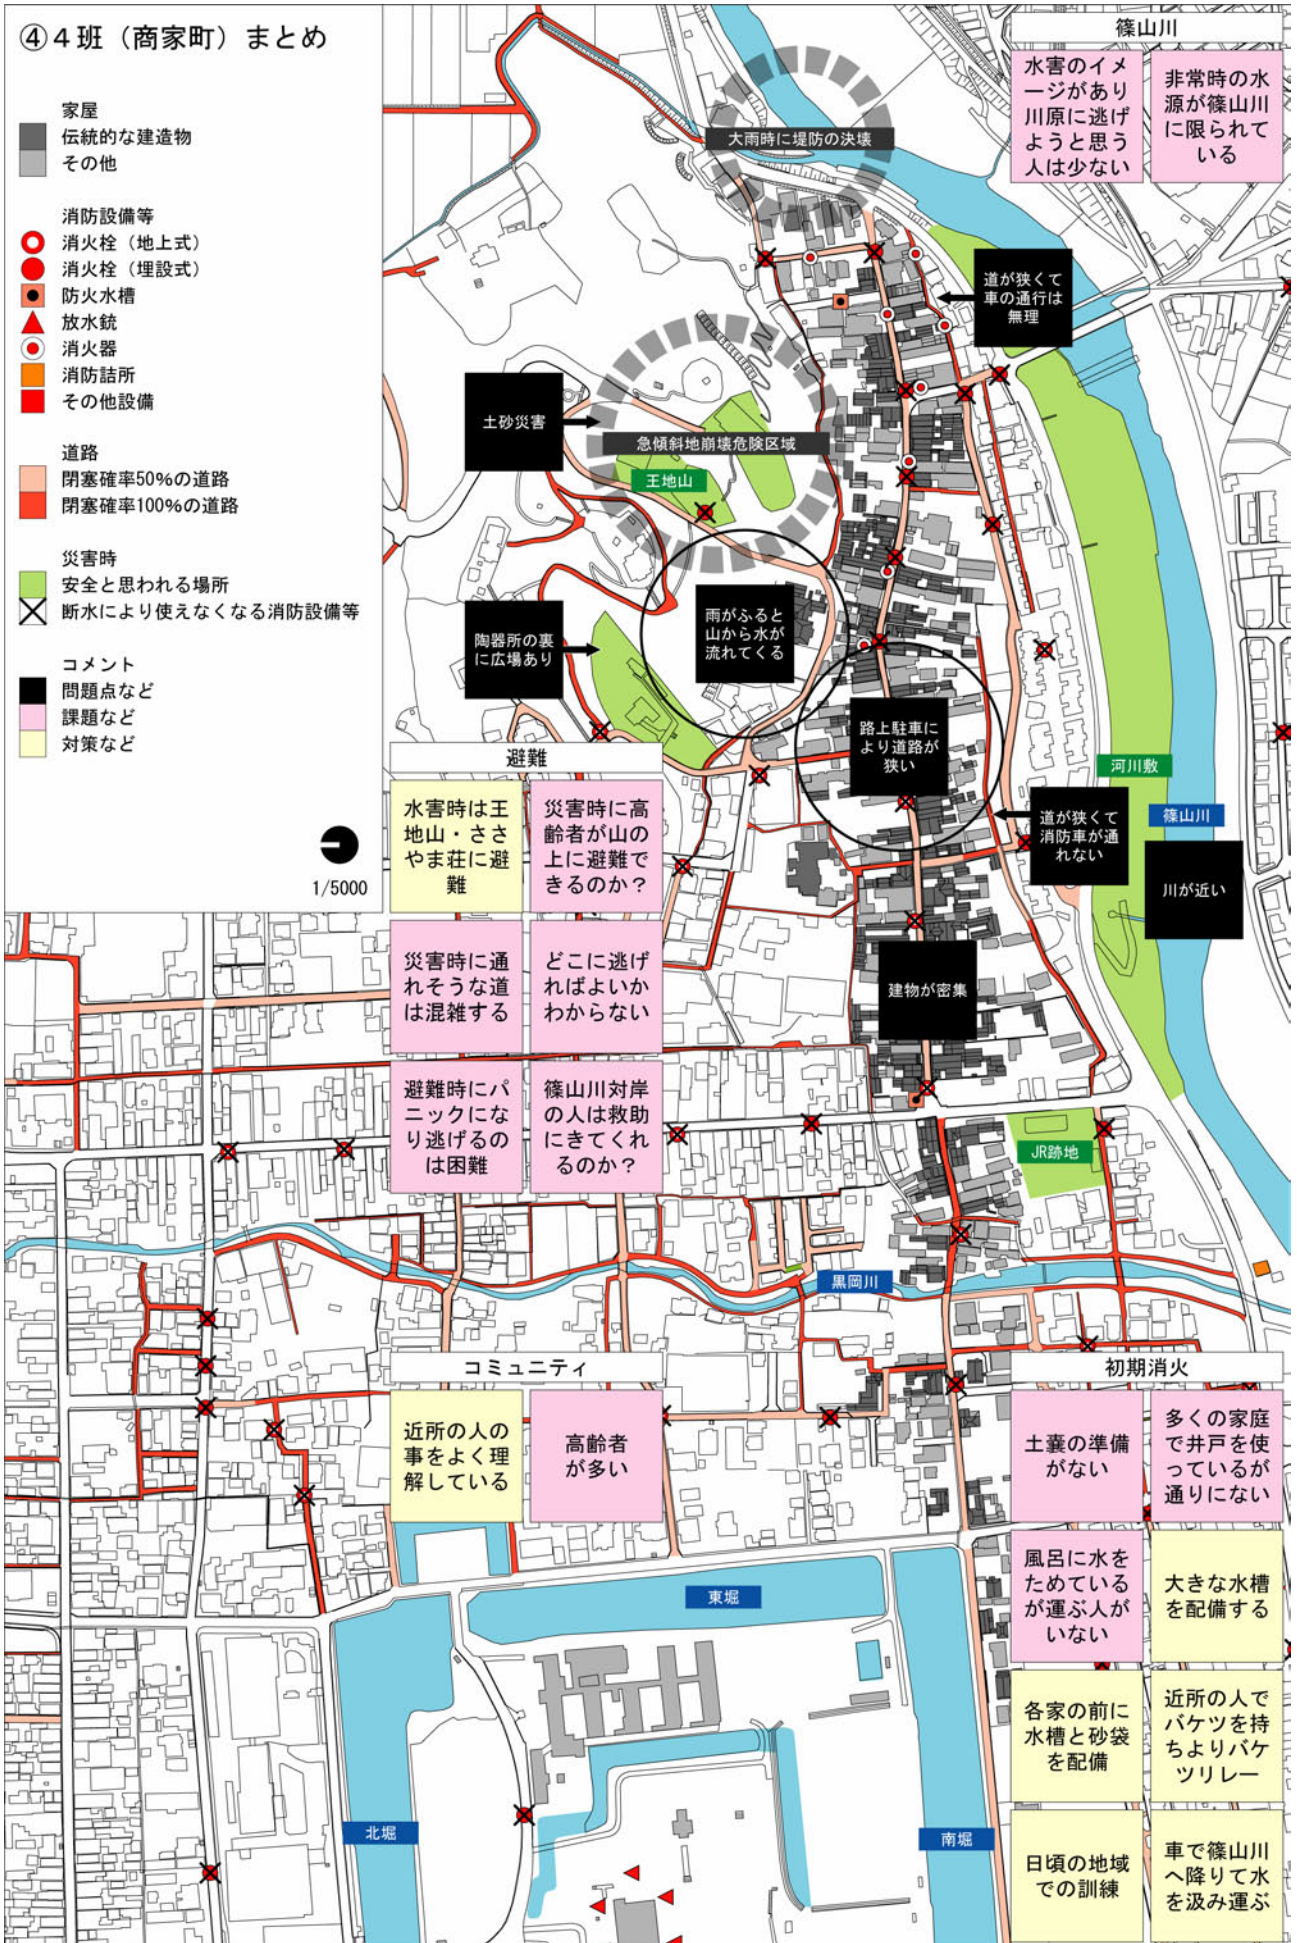 ④４班（商家町）まとめ
家屋
伝統的な建造物
その他
消防設備等
消火栓（地上式）
消火栓（埋設式）
防火水槽
放水銃
消火器
消防詰所
その他設備
道路
閉塞確率50%の道路
閉塞確率100%の道路
災害時
安全と思われる場所
断水により使えなくなる消防設備等
コメント
問題点など
課題など
対策など
1/5000
篠山川
水害のイメ
ージがあり
川原に逃げ
ようと思う
人は少ない
非常時の水
源が篠山川
に限られて
いる
大雨時に堤防の決壊
道が狭くて
車の通行は
無理
土砂災害
急傾斜地崩壊危険区域
王地山
雨がふると
山から水が
流れてくる
陶器所の裏
に広場あり
路上駐車に
より道路が
狭い
河川敷
篠山川
道が狭くて
消防車が通
れない
川が近い
建物が密集
JR跡地
黒岡川
避難
水害時は王
地山・ささ
やま荘に避
難
災害時に高
齢者が山の
上に避難で
きるのか？
災害時に通
れそうな道
は混雑する
どこに逃げ
ればよいか
わからない
避難時にパ
ニックにな
り逃げるの
は困難
篠山川対岸
の人は救助
にきてくれ
るのか？
コミュニティ
近所の人の
事をよく理
解している
高齢者
が多い
初期消火
土嚢の準備
がない
多くの家庭
で井戸を使
っているが
通りにない
風呂に水を
ためている
が運ぶ人が
いない
大きな水槽
を配備する
各家の前に
水槽と砂袋
を配備
近所の人で
バケツを持
ちよりバケ
ツリレー
日頃の地域
での訓練
車で篠山川
へ降りて水
を汲み運ぶ
東堀
北堀
南堀